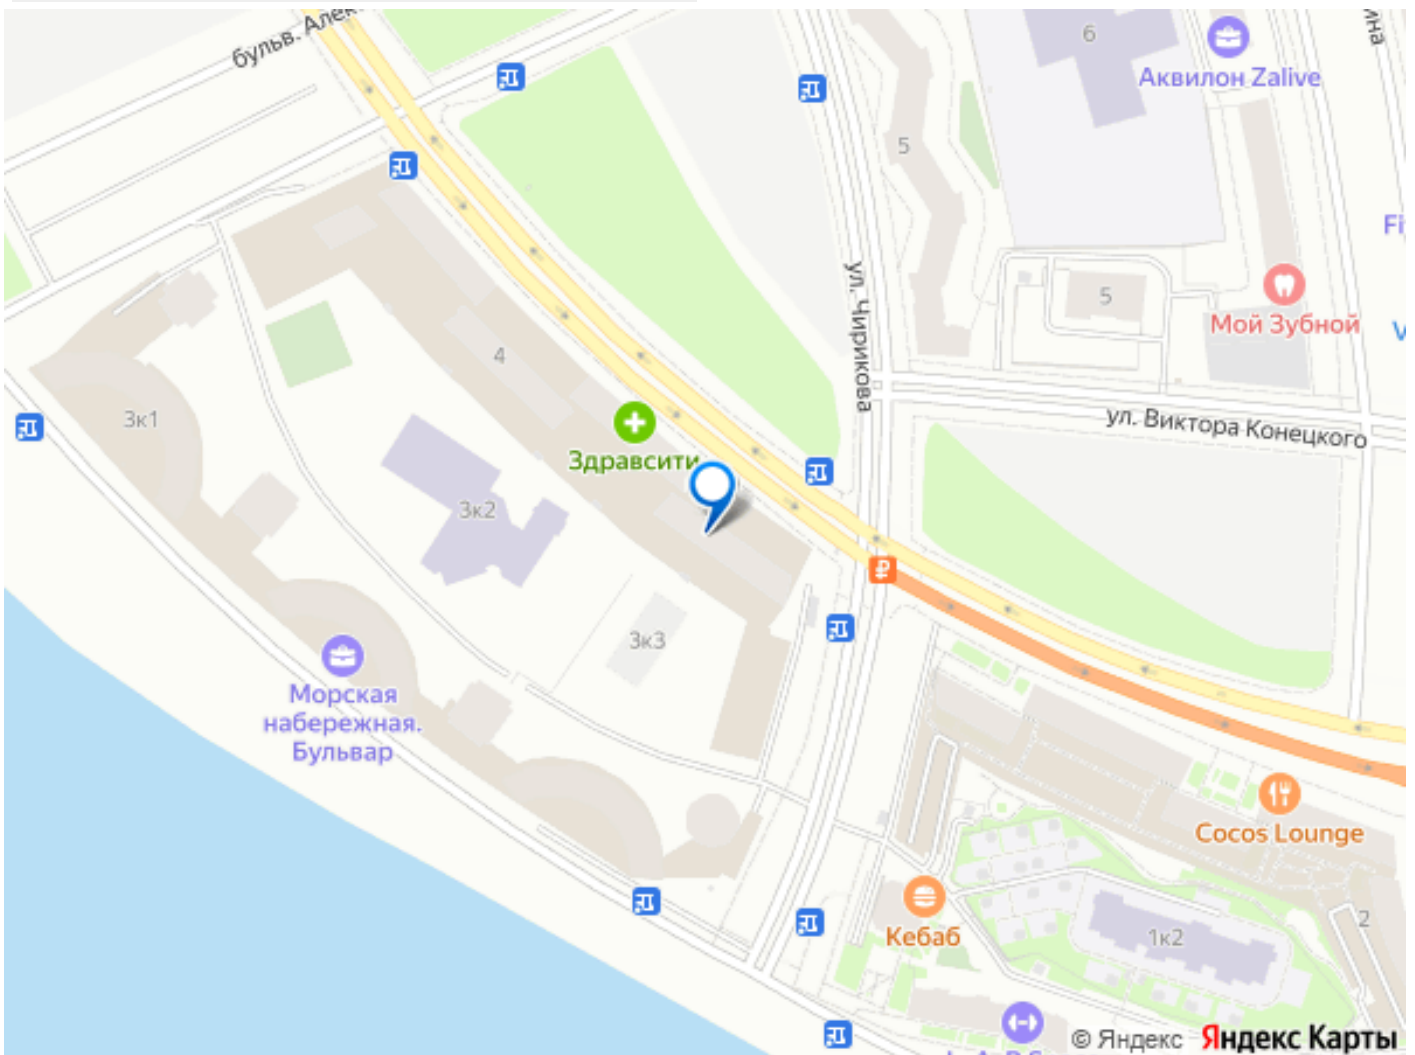 бульв.
6
Аквилон Zalive
5
ул. Чирикова
5
Мой Зубной
4
3к1
ул. Виктора Конецкого
Здравсити
3к2
3к3
Морская
набережная.
Бульвар
Cocos Lounge
Кебаб
1к2
2
© Яндекс Яндекс Карты